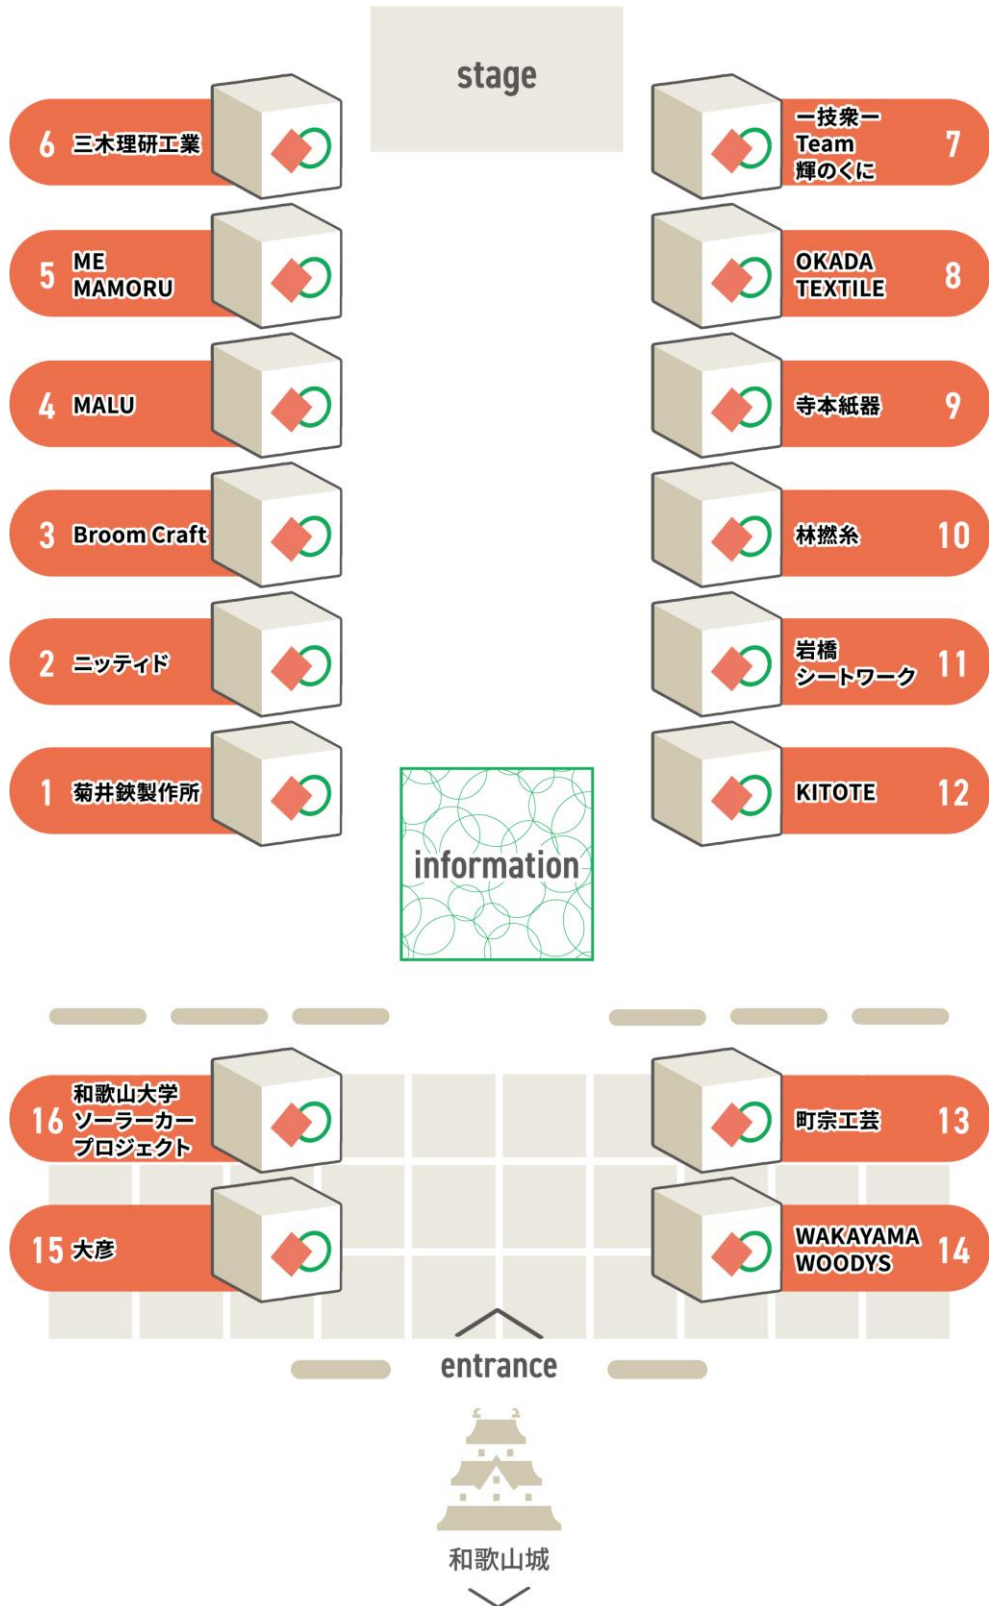 stage
6 三木理研工業
一技衆一
Team
輝のくに
7
5 ME
MAMORU
OKADA
TEXTILE
8
4 MALU
寺本紙器 9
3 Broom Craft
林撚糸 10
2 ニッティド
岩橋
シートワーク
11
1 菊井鋏製作所
KITOTE 12
information
16 和歌山大学
ソーラーカー
プロジェクト
町宗工芸 13
15 大彦
WAKAYAMA
WOODYS
14
entrance
和歌山城